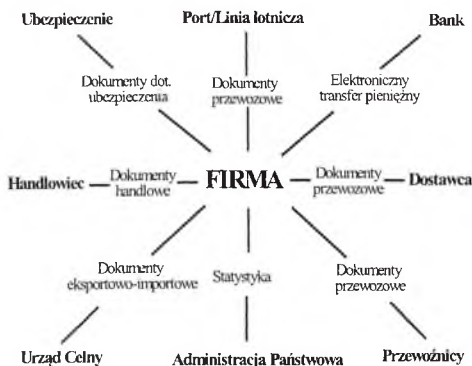 Ubezpieczenie Port/Linia lotnicza Bank
Dokumenty dot. ubezpieczenia
Dokumenty przewozowe
Elektroniczny transfer pieniężny
Handlowiec
Dokumenty handlowe
FIRMA
Dokumenty przewozowe
Dostawca
Dokumenty eksportowo-importowe
Statystyka
Dokumenty przewozowe
Urząd Celny Administracja Państwowa Przewoźnicy